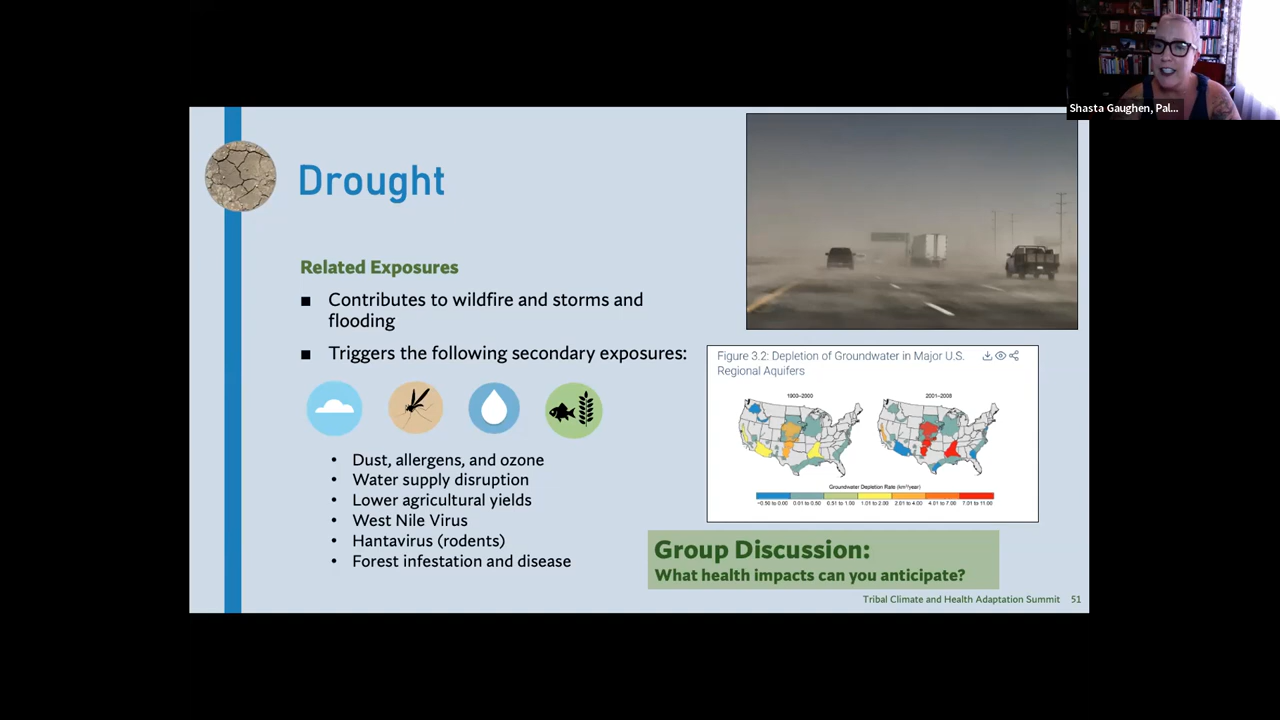 Shasta Gaughen, Pal...
Drought
Related Exposures
■ Contributes to wildfire and storms and
flooding
■ Triggers the following secondary exposures:
• Dust, allergens, and ozone
• Water supply disruption
• Lower agricultural yields
• West Nile Virus
• Hantavirus (rodents)
• Forest infestation and disease
Figure 3.2: Depletion of Groundwater in Major U.S.
Regional Aquifers
1900–2000
2001–2008
Groundwater Depletion Rate (km³/year)
−0.50 to 0.00 0.01 to 0.50 0.51 to 1.00 1.01 to 2.00 2.01 to 4.00 4.01 to 7.00 7.01 to 11.00
Group Discussion:
What health impacts can you anticipate?
Tribal Climate and Health Adaptation Summit 51